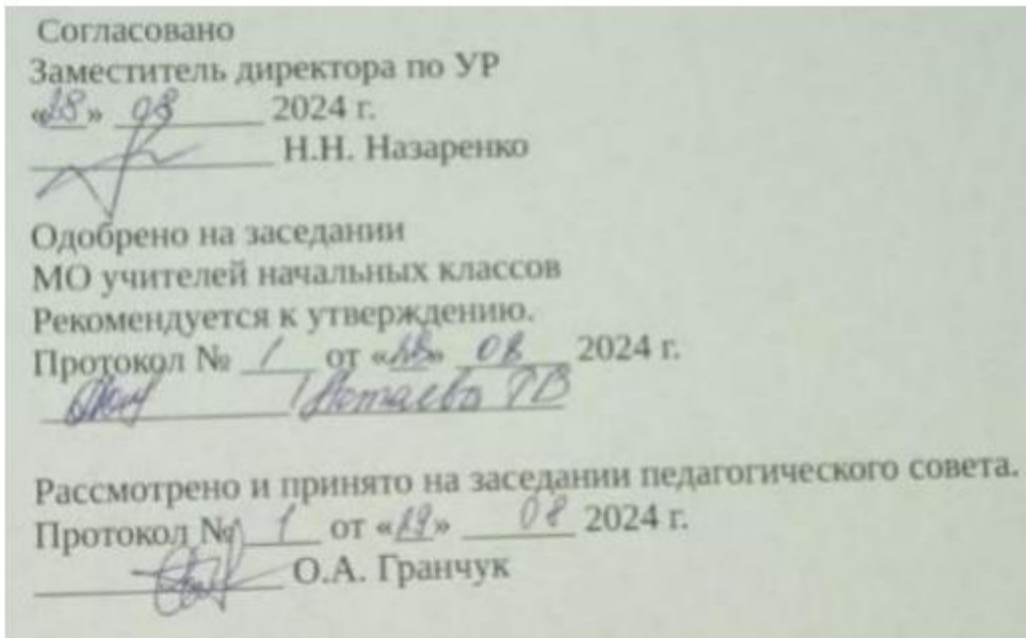 Согласовано
Заместитель директора по УР
«28» 08 2024 г.
Н.Н. Назаренко
Одобрено на заседании
МО учителей начальных классов
Рекомендуется к утверждению.
Протокол № 1 от «28» 08 2024 г.
ТВ
Рассмотрено и принято на заседании педагогического совета.
Протокол № 1 от «29» 08 2024 г.
О.А. Гранчук